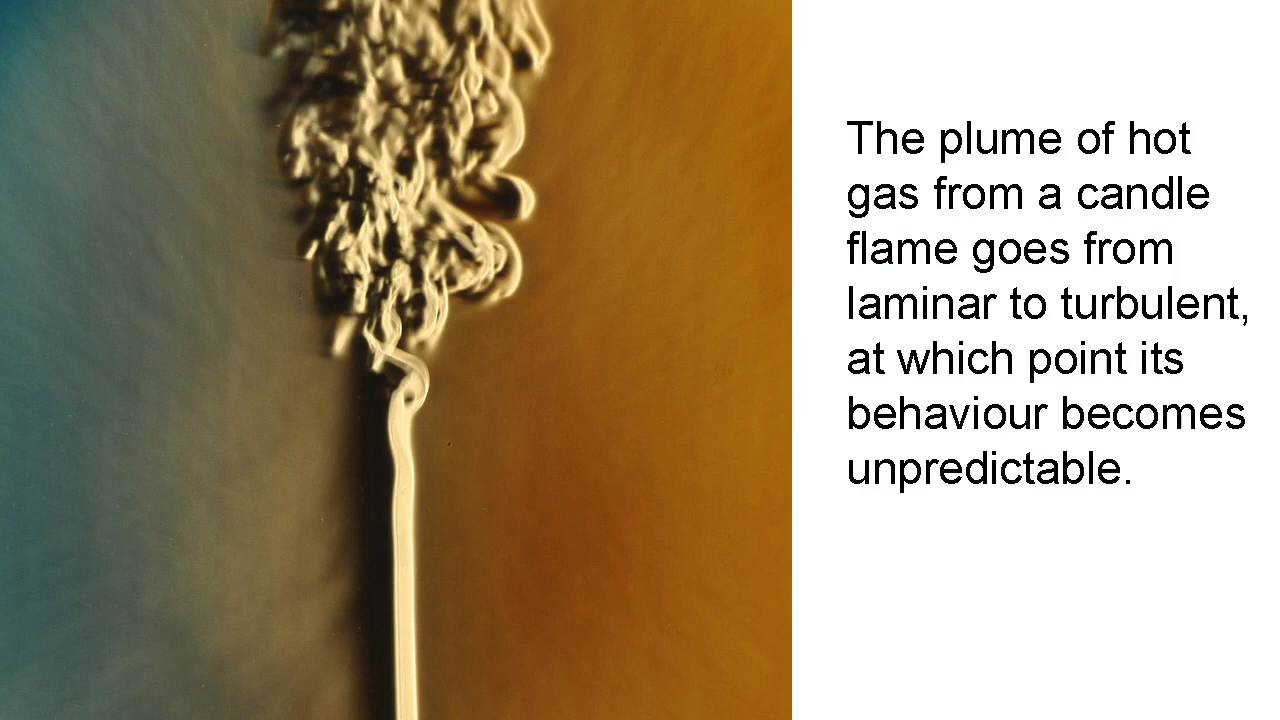 The plume of hot
gas from a candle
flame goes from
laminar to turbulent,
at which point its
behaviour becomes
unpredictable.